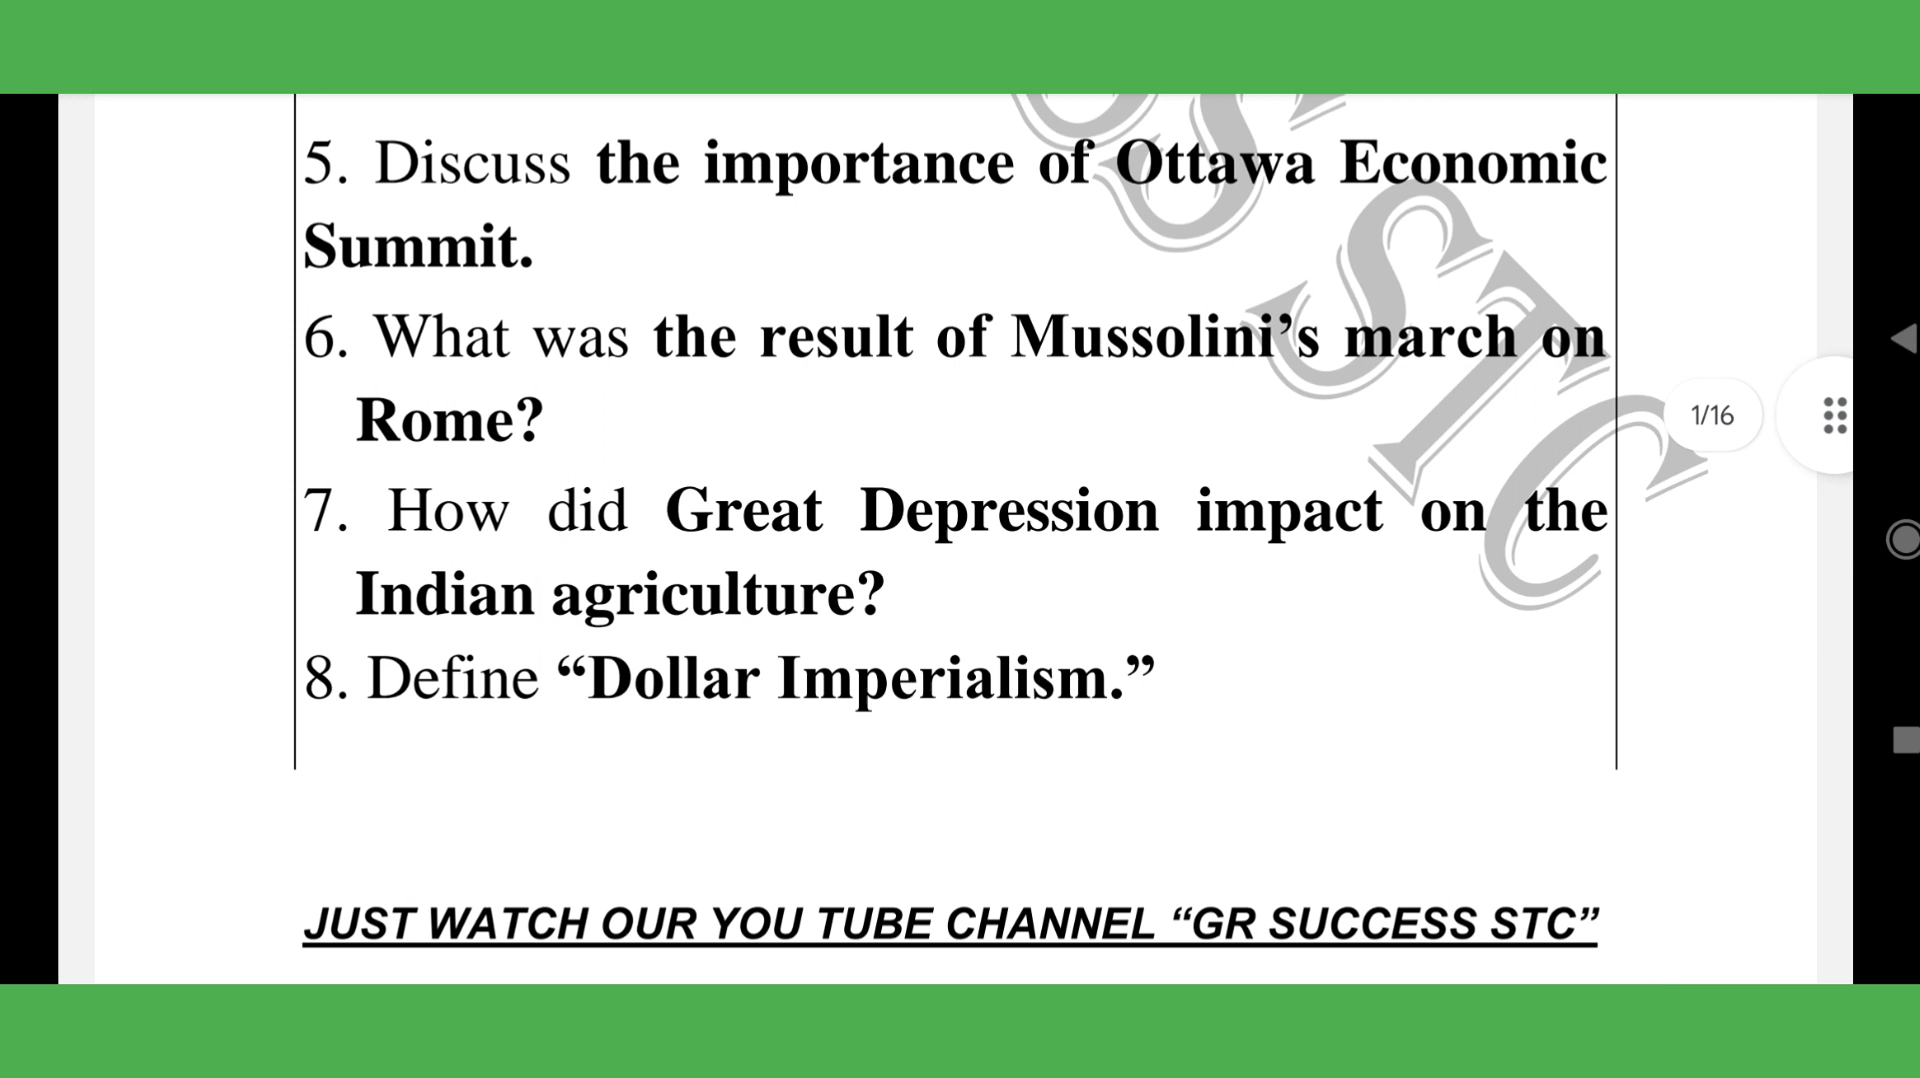 5. Discuss the importance of Ottawa Economic
Summit.
6. What was the result of Mussolini’s march on
Rome?
1/16
7. How did Great Depression impact on the
Indian agriculture?
8. Define “Dollar Imperialism.”
JUST WATCH OUR YOU TUBE CHANNEL “GR SUCCESS STC”